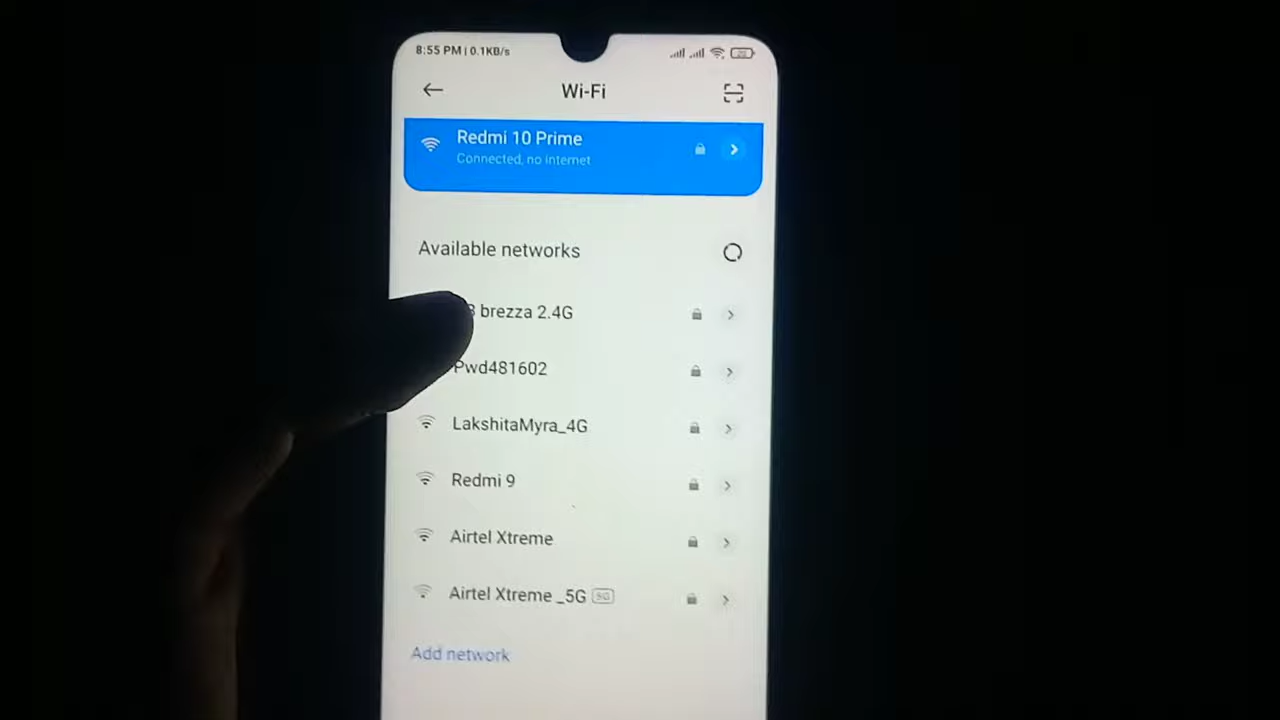 8:55 PM | 0.1KB/s
Wi-Fi
Redmi 10 Prime
Connected, no Internet
Available networks
brezza 2.4G
Pwd481602
LakshitaMyra_4G
Redmi 9
Airtel Xtreme
Airtel Xtreme _5G 5G
Add network